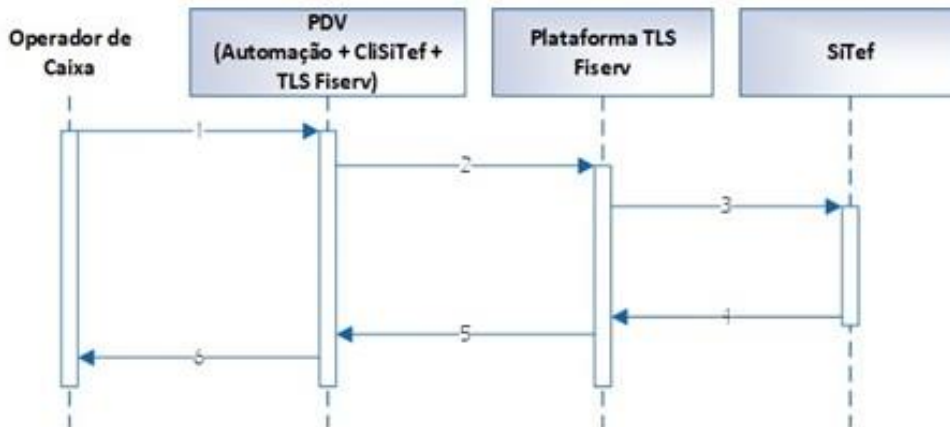 Operador de
Caixa
PDV
(Automação + CliSiTef +
TLS Fiserv)
Plataforma TLS
Fiserv
SiTef
1
2
3
4
5
6